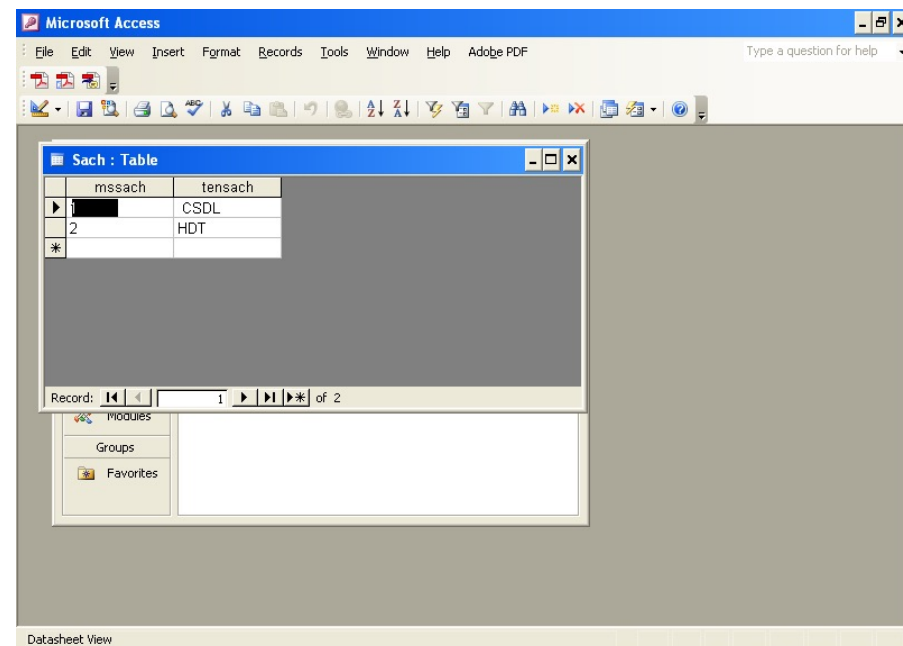 Microsoft Access
File Edit View Insert Format Records Tools Window Help Adobe PDF Type a question for help
Sach : Table
mssach tensach
1 CSDL
2 HDT
Record: 1 of 2
Modules
Groups
Favorites
Datasheet View